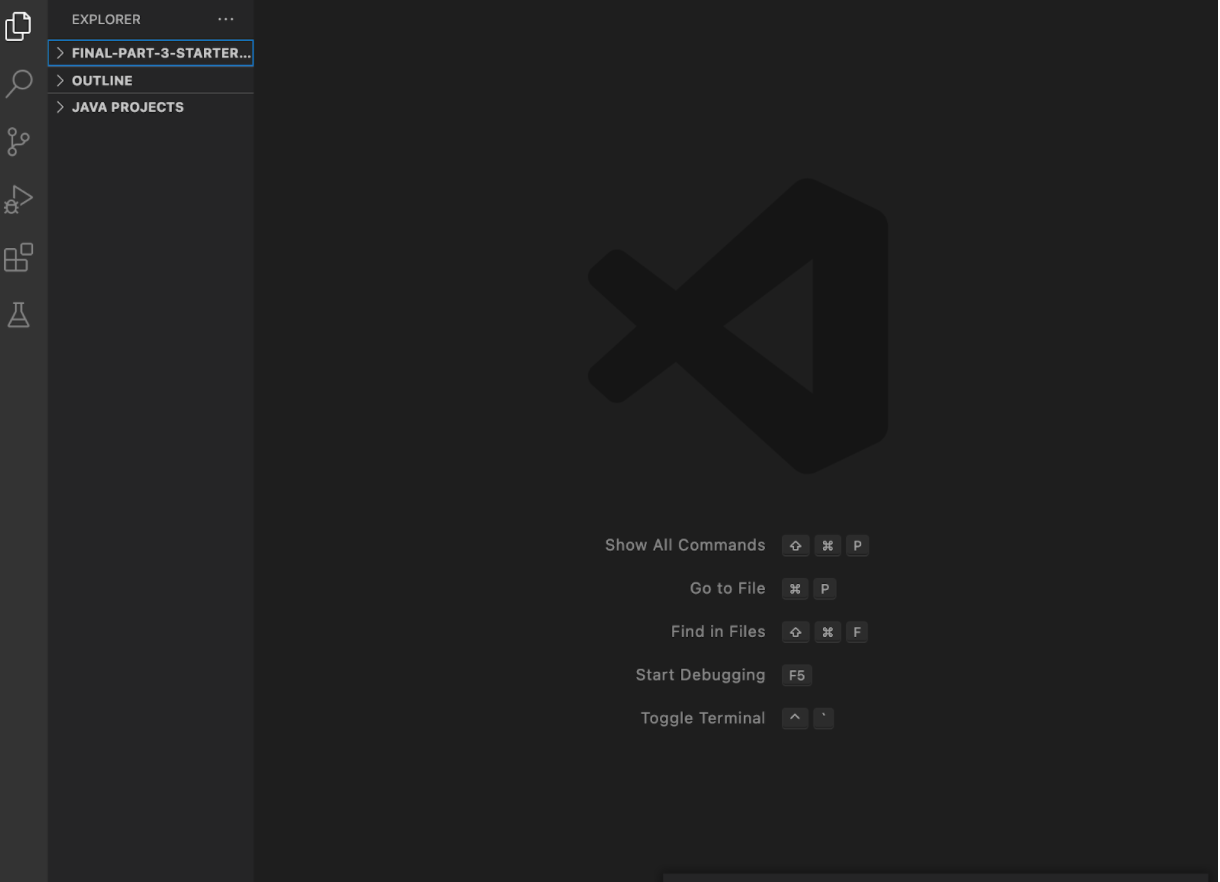 EXPLORER ...
FINAL-PART-3-STARTER...
OUTLINE
JAVA PROJECTS
Show All Commands ⇧ ⌘ P
Go to File ⌘ P
Find in Files ⇧ ⌘ F
Start Debugging F5
Toggle Terminal ^ `